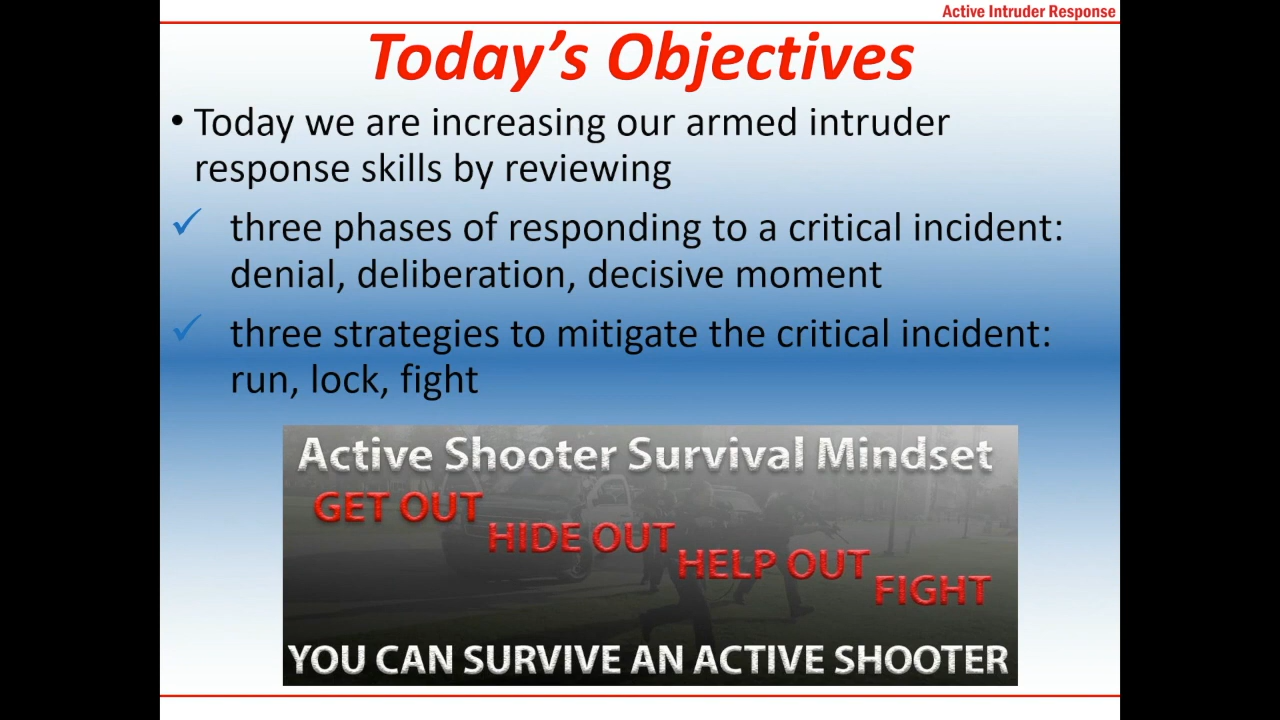 Active Intruder Response
Today's Objectives
• Today we are increasing our armed intruder
response skills by reviewing
✓ three phases of responding to a critical incident:
denial, deliberation, decisive moment
✓ three strategies to mitigate the critical incident:
run, lock, fight
Active Shooter Survival Mindset
GET OUT
HIDE OUT
HELP OUT
FIGHT
YOU CAN SURVIVE AN ACTIVE SHOOTER